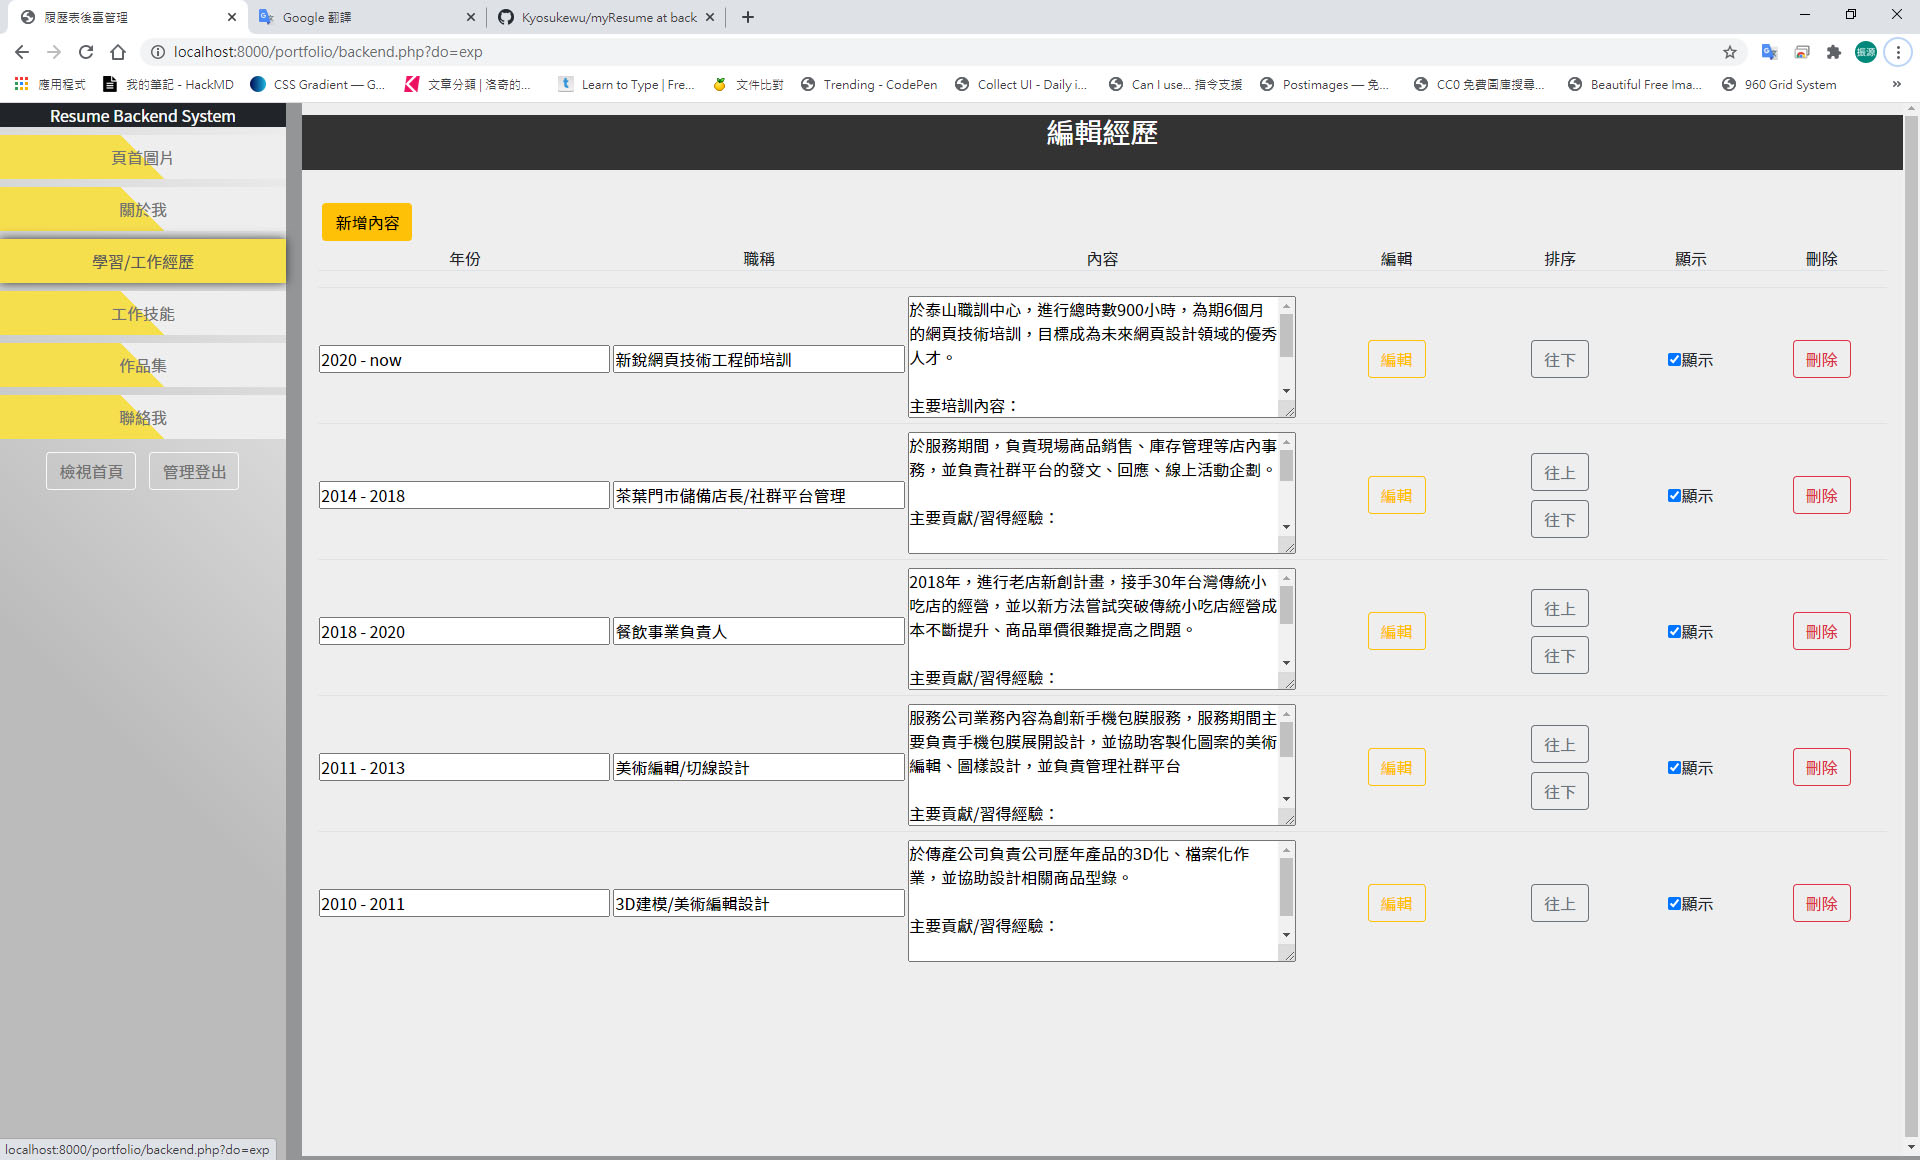 履歷表後臺管理
Google 翻譯
Kyosukewu/myResume at back
localhost:8000/portfolio/backend.php?do=exp
振源
應用程式
我的筆記 - HackMD
CSS Gradient — G...
文章分類 | 洛奇的...
Learn to Type | Fre...
文件比對
Trending - CodePen
Collect UI - Daily i...
Can I use... 指令支援
Postimages — 免...
CC0 免費圖庫搜尋...
Beautiful Free Ima...
960 Grid System
»
Resume Backend System
頁首圖片
關於我
學習/工作經歷
工作技能
作品集
聯絡我
檢視首頁
管理登出
編輯經歷
新增內容
年份 職稱 內容 編輯 排序 顯示 刪除
2020 - now
新銳網頁技術工程師培訓
於泰山職訓中心，進行總時數900小時，為期6個月
的網頁技術培訓，目標成為未來網頁設計領域的優秀
人才。
主要培訓內容：
編輯
往下
顯示
刪除
2014 - 2018
茶葉門市儲備店長/社群平台管理
於服務期間，負責現場商品銷售、庫存管理等店內事
務，並負責社群平台的發文、回應、線上活動企劃。
主要貢獻/習得經驗：
編輯
往上
往下
顯示
刪除
2018 - 2020
餐飲事業負責人
2018年，進行老店新創計畫，接手30年台灣傳統小
吃店的經營，並以新方法嘗試突破傳統小吃店經營成
本不斷提升、商品單價很難提高之問題。
主要貢獻/習得經驗：
編輯
往上
往下
顯示
刪除
2011 - 2013
美術編輯/切線設計
服務公司業務內容為創新手機包膜服務，服務期間主
要負責手機包膜展開設計，並協助客製化圖案的美術
編輯、圖樣設計，並負責管理社群平台
主要貢獻/習得經驗：
編輯
往上
往下
顯示
刪除
2010 - 2011
3D建模/美術編輯設計
於傳產公司負責公司歷年產品的3D化、檔案化作
業，並協助設計相關商品型錄。
主要貢獻/習得經驗：
編輯
往上
顯示
刪除
localhost:8000/portfolio/backend.php?do=exp